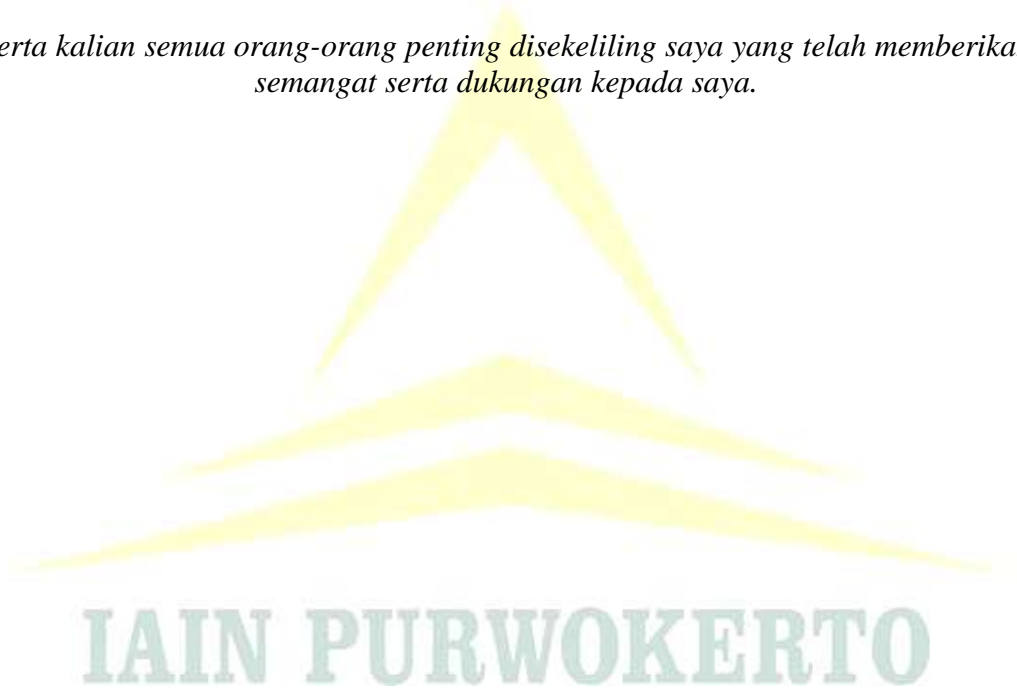 erta kalian semua orang-orang penting disekeliling saya yang telah memberika
semangat serta dukungan kepada saya.
IAIN PURWOKERTO